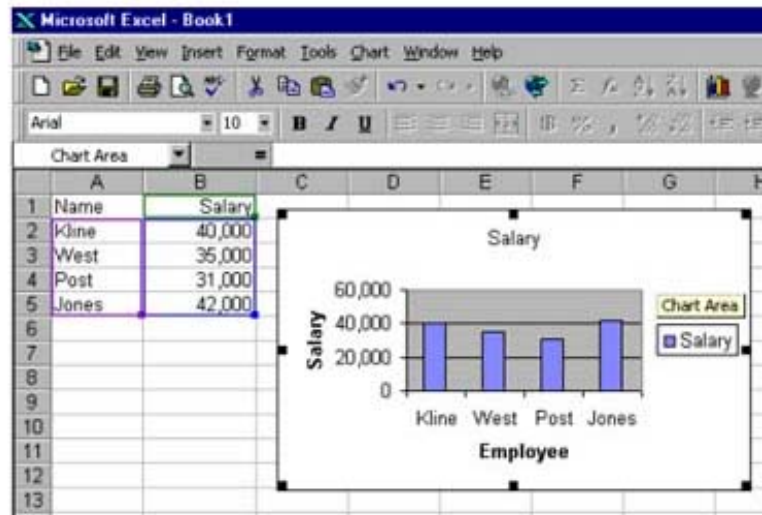 Microsoft Excel - Book1
File Edit View Insert Format Tools Chart Window Help
Arial 10 B I U
Chart Area =
A B C D E F G H
1 Name Salary
2 Kline 40,000
3 West 35,000
4 Post 31,000
5 Jones 42,000
6
7
8
9
10
11
12
13
Salary
60,000
40,000
20,000
0
Salary
Kline West Post Jones
Employee
Chart Area
Salary